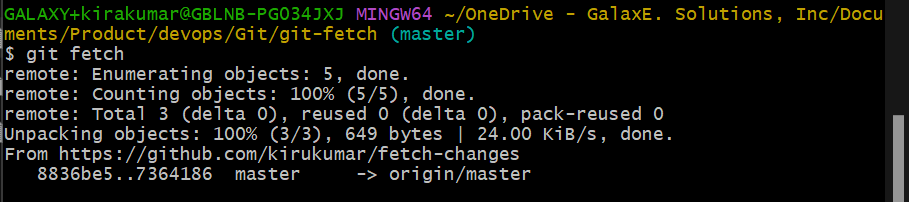 GALAXY+kirakumar@GBLNB-PGO34JXJ MINGW64 ~/OneDrive - GalaxE. Solutions, Inc/Docu
ments/Product/devops/Git/git-fetch (master)
$ git fetch
remote: Enumerating objects: 5, done.
remote: Counting objects: 100% (5/5), done.
remote: Total 3 (delta 0), reused 0 (delta 0), pack-reused 0
Unpacking objects: 100% (3/3), 649 bytes | 24.00 KiB/s, done.
From https://github.com/kirukumar/fetch-changes
   8836be5..7364186  master     -> origin/master